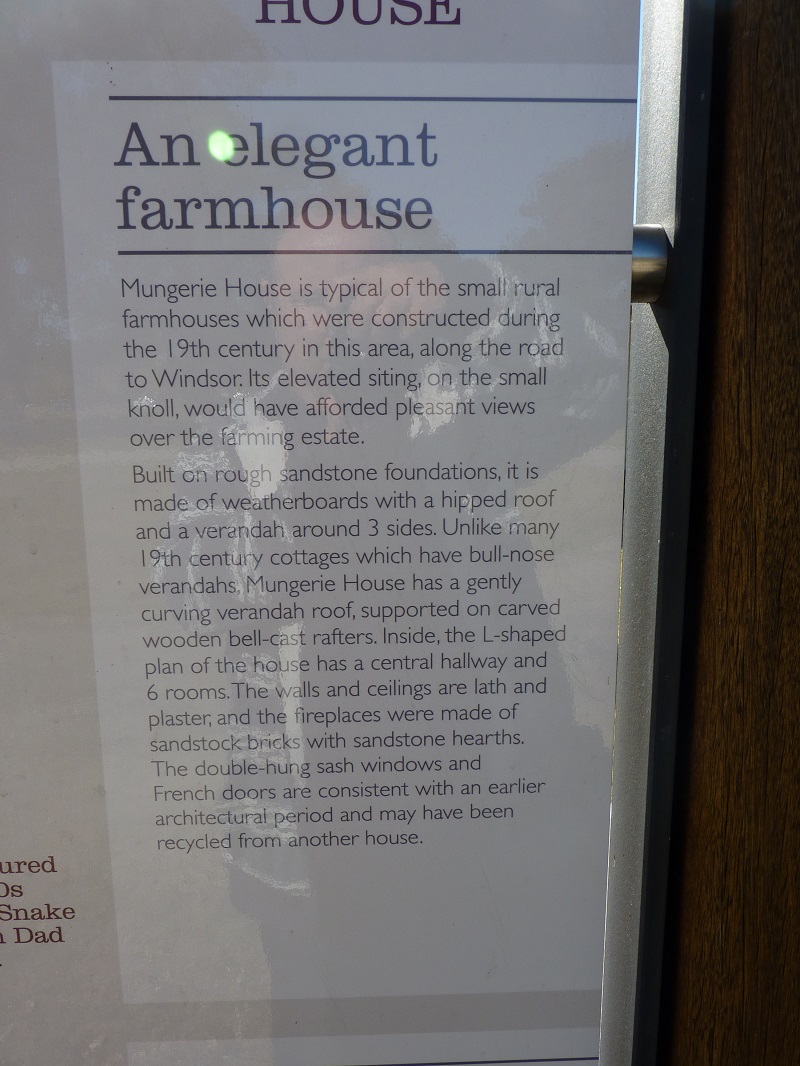 HOUSE
An elegant
farmhouse
Mungerie House is typical of the small rural
farmhouses which were constructed during
the 19th century in this area, along the road
to Windsor. Its elevated siting, on the small
knoll, would have afforded pleasant views
over the farming estate.
Built on rough sandstone foundations, it is
made of weatherboards with a hipped roof
and a verandah around 3 sides. Unlike many
19th century cottages which have bull-nose
verandahs, Mungerie House has a gently
curving verandah roof, supported on carved
wooden bell-cast rafters. Inside, the L-shaped
plan of the house has a central hallway and
6 rooms. The walls and ceilings are lath and
plaster, and the fireplaces were made of
sandstock bricks with sandstone hearths.
The double-hung sash windows and
French doors are consistent with an earlier
architectural period and may have been
recycled from another house.
ured
0s
Snake
Dad